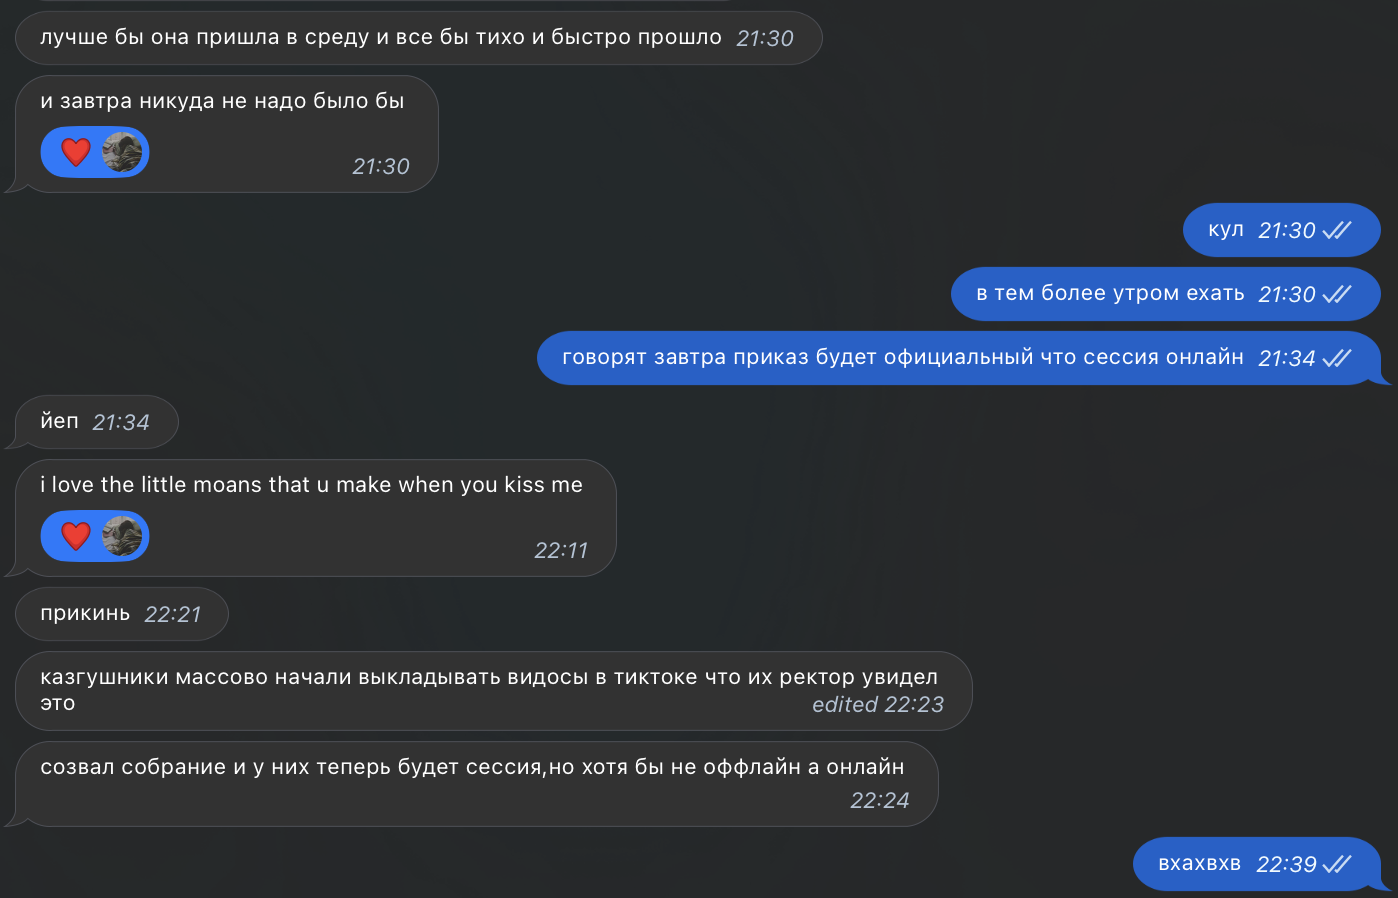 лучше бы она пришла в среду и все бы тихо и быстро прошло 21:30
и завтра никуда не надо было бы
21:30
кул 21:30
в тем более утром ехать 21:30
говорят завтра приказ будет официальный что сессия онлайн 21:34
йеп 21:34
i love the little moans that u make when you kiss me
22:11
прикинь 22:21
казгушники массово начали выкладывать видосы в тиктоке что их ректор увидел
это edited 22:23
созвал собрание и у них теперь будет сессия,но хотя бы не оффлайн а онлайн
22:24
вхахвхв 22:39